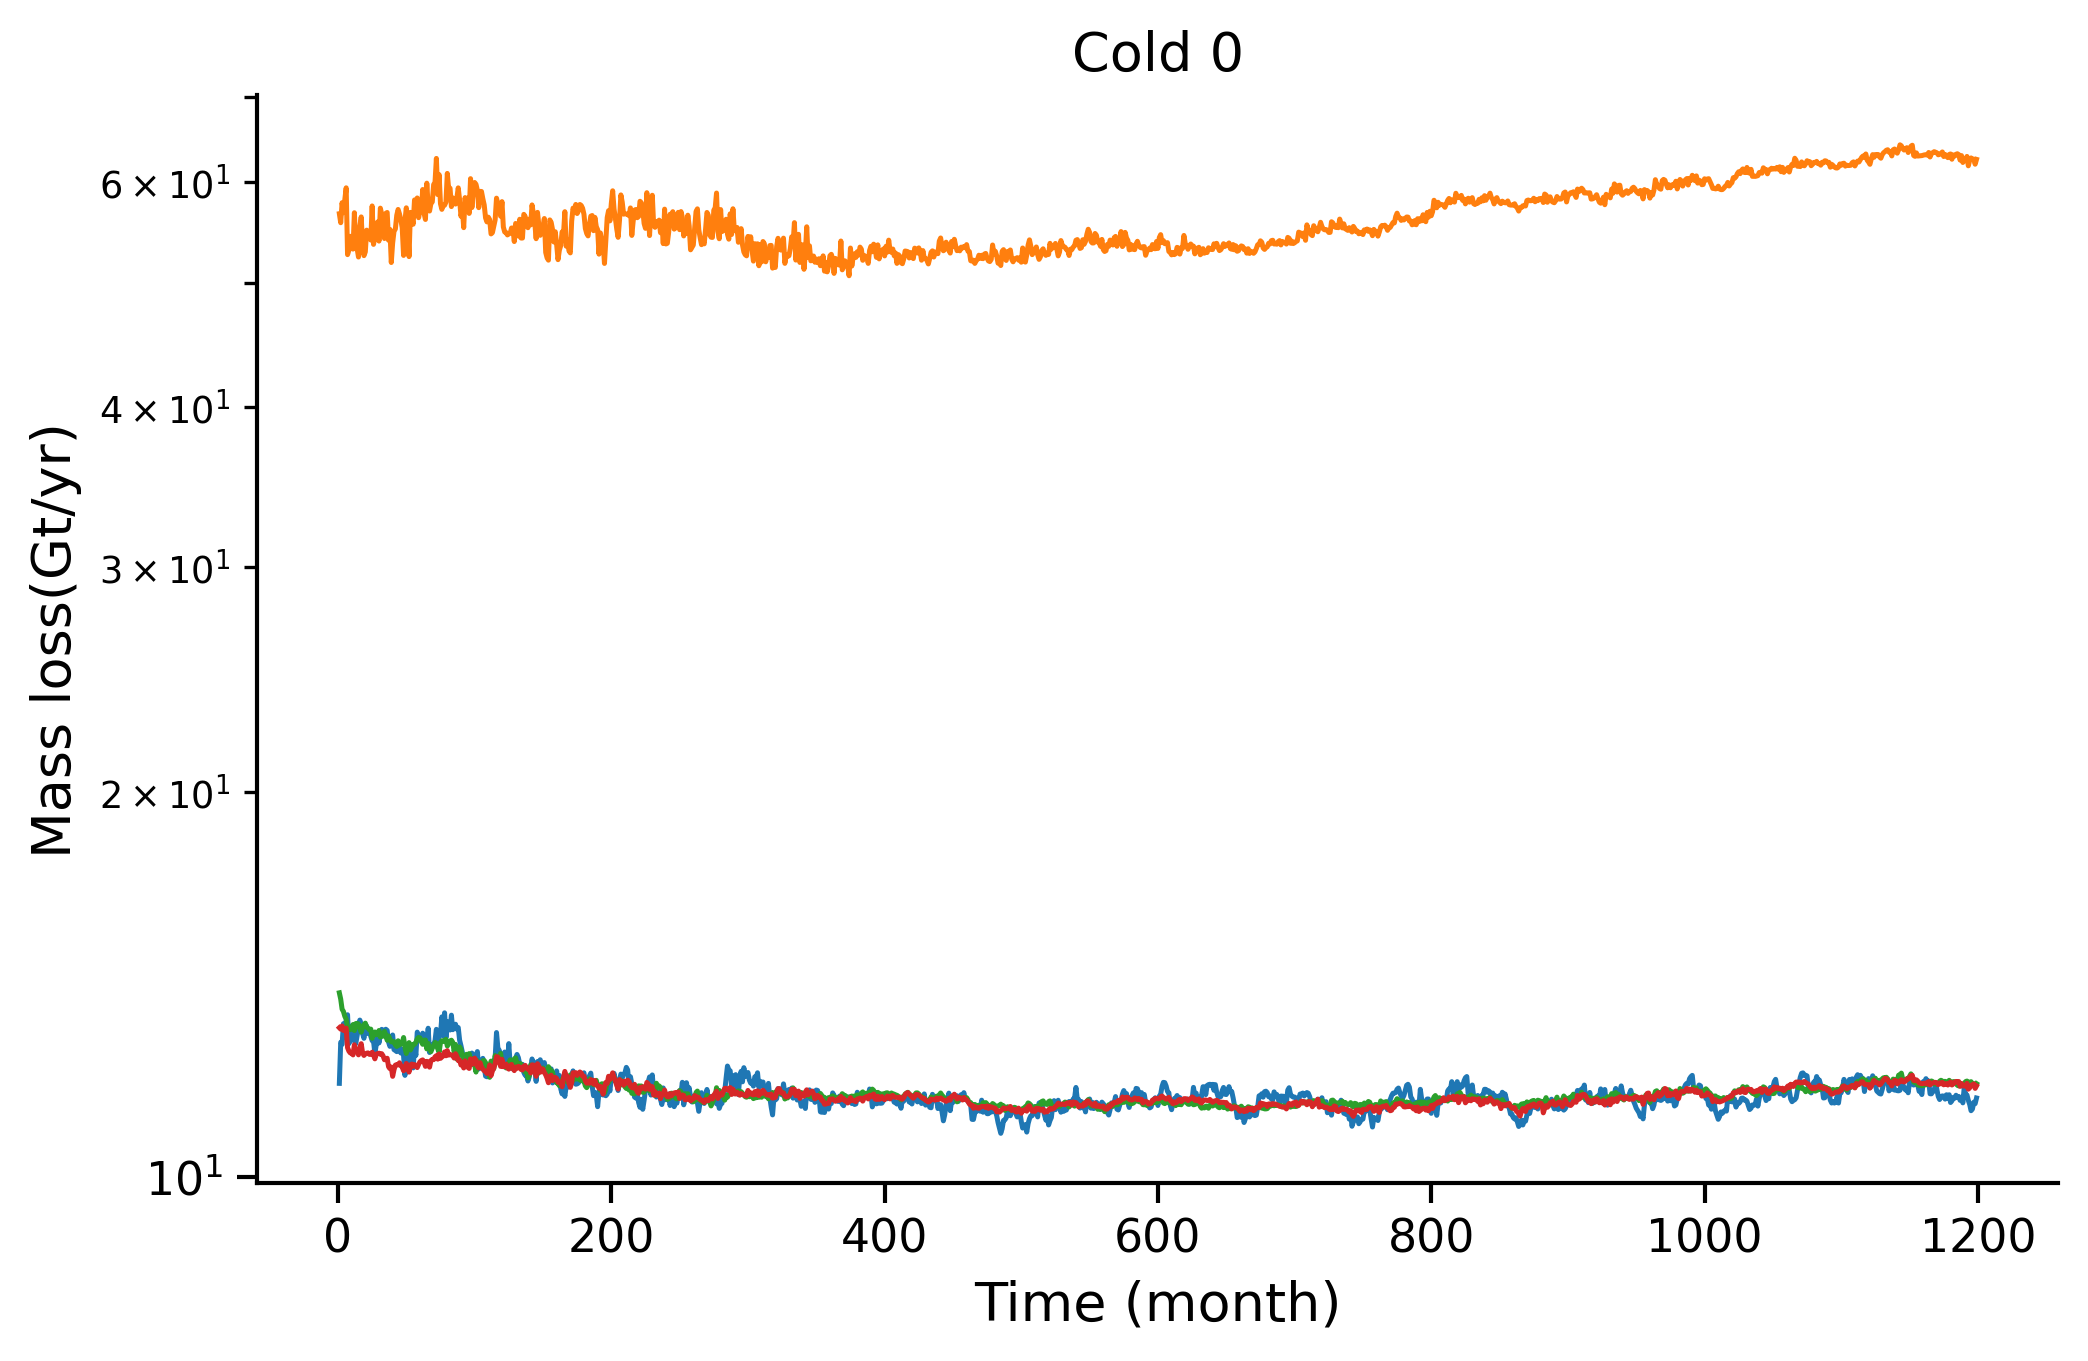 Cold 0
Mass loss(Gt/yr)
6 × 10¹
4 × 10¹
3 × 10¹
2 × 10¹
10¹
0 200 400 600 800 1000 1200
Time (month)